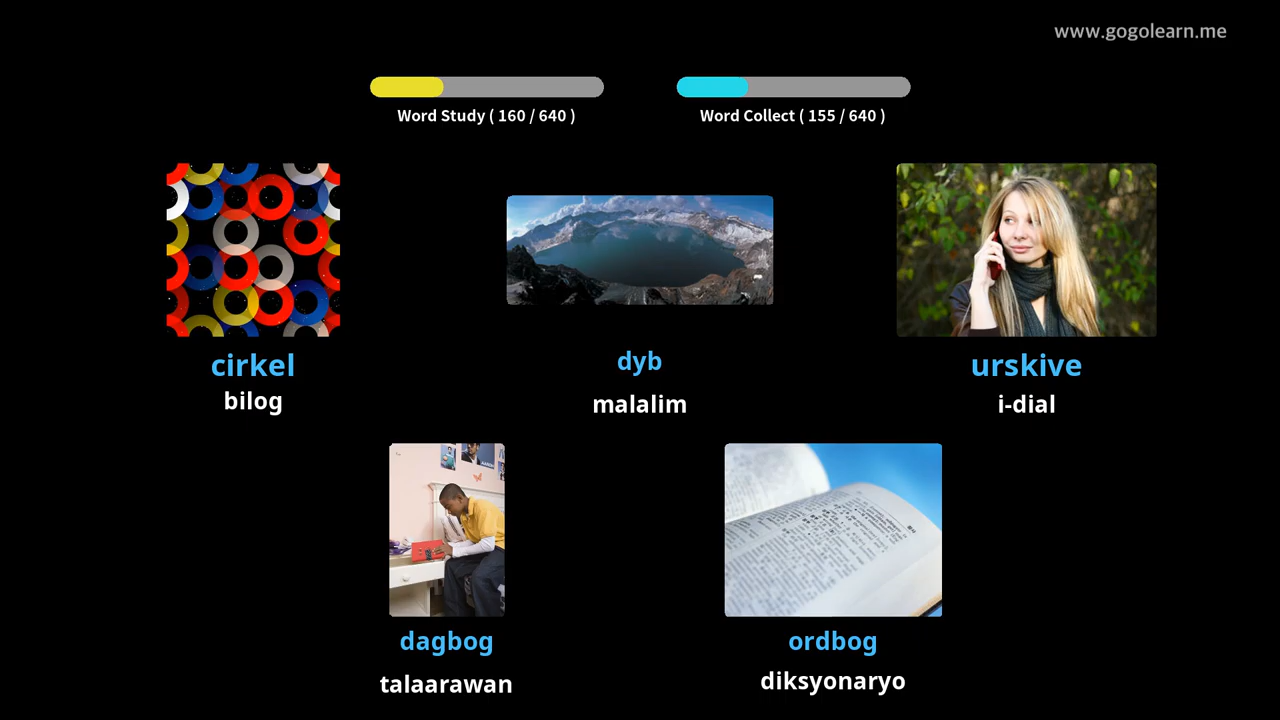 www.gogolearn.me
Word Study ( 160 / 640 )
Word Collect ( 155 / 640 )
cirkel
bilog
dyb
malalim
urskive
i-dial
dagbog
talaarawan
ordbog
diksyonaryo